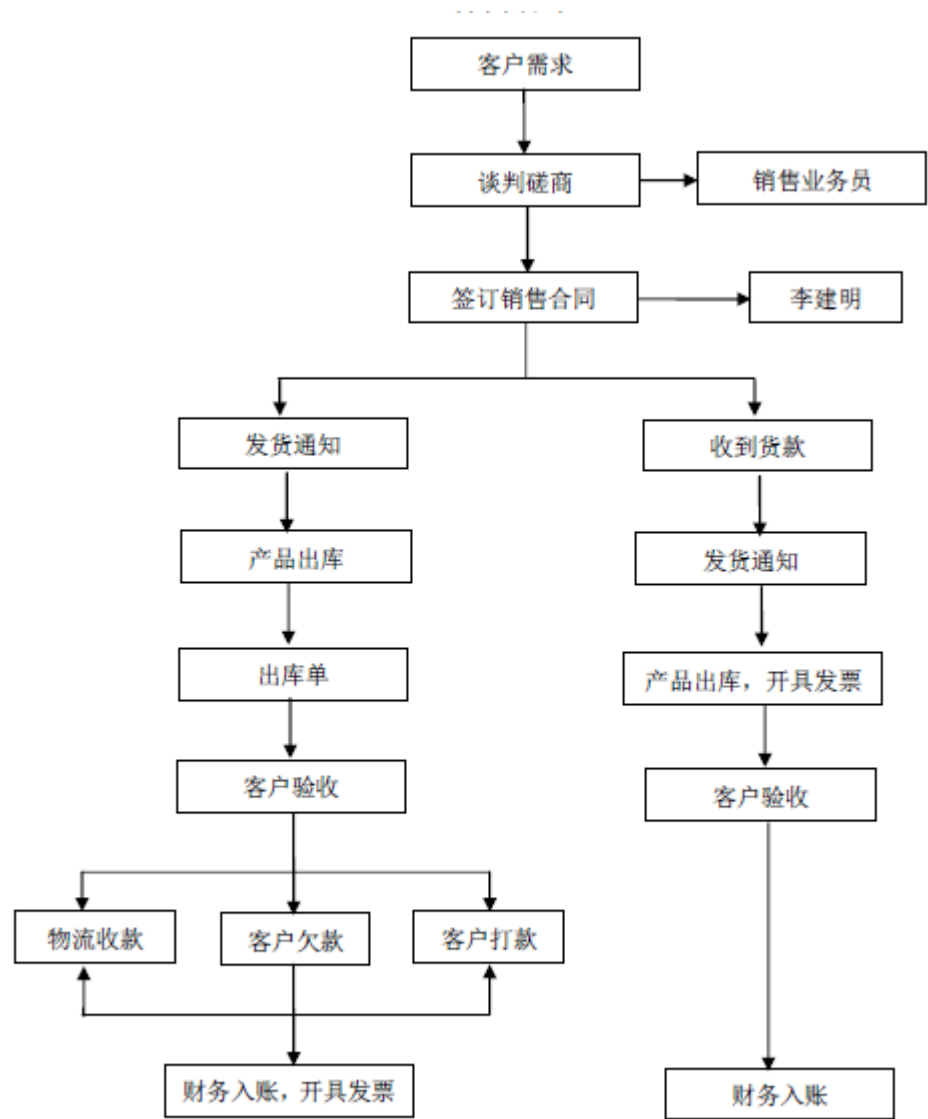 客户需求
谈判磋商
销售业务员
签订销售合同
李建明
发货通知
收到货款
产品出库
发货通知
出库单
产品出库，开具发票
客户验收
客户验收
物流收款
客户欠款
客户打款
财务入账，开具发票
财务入账